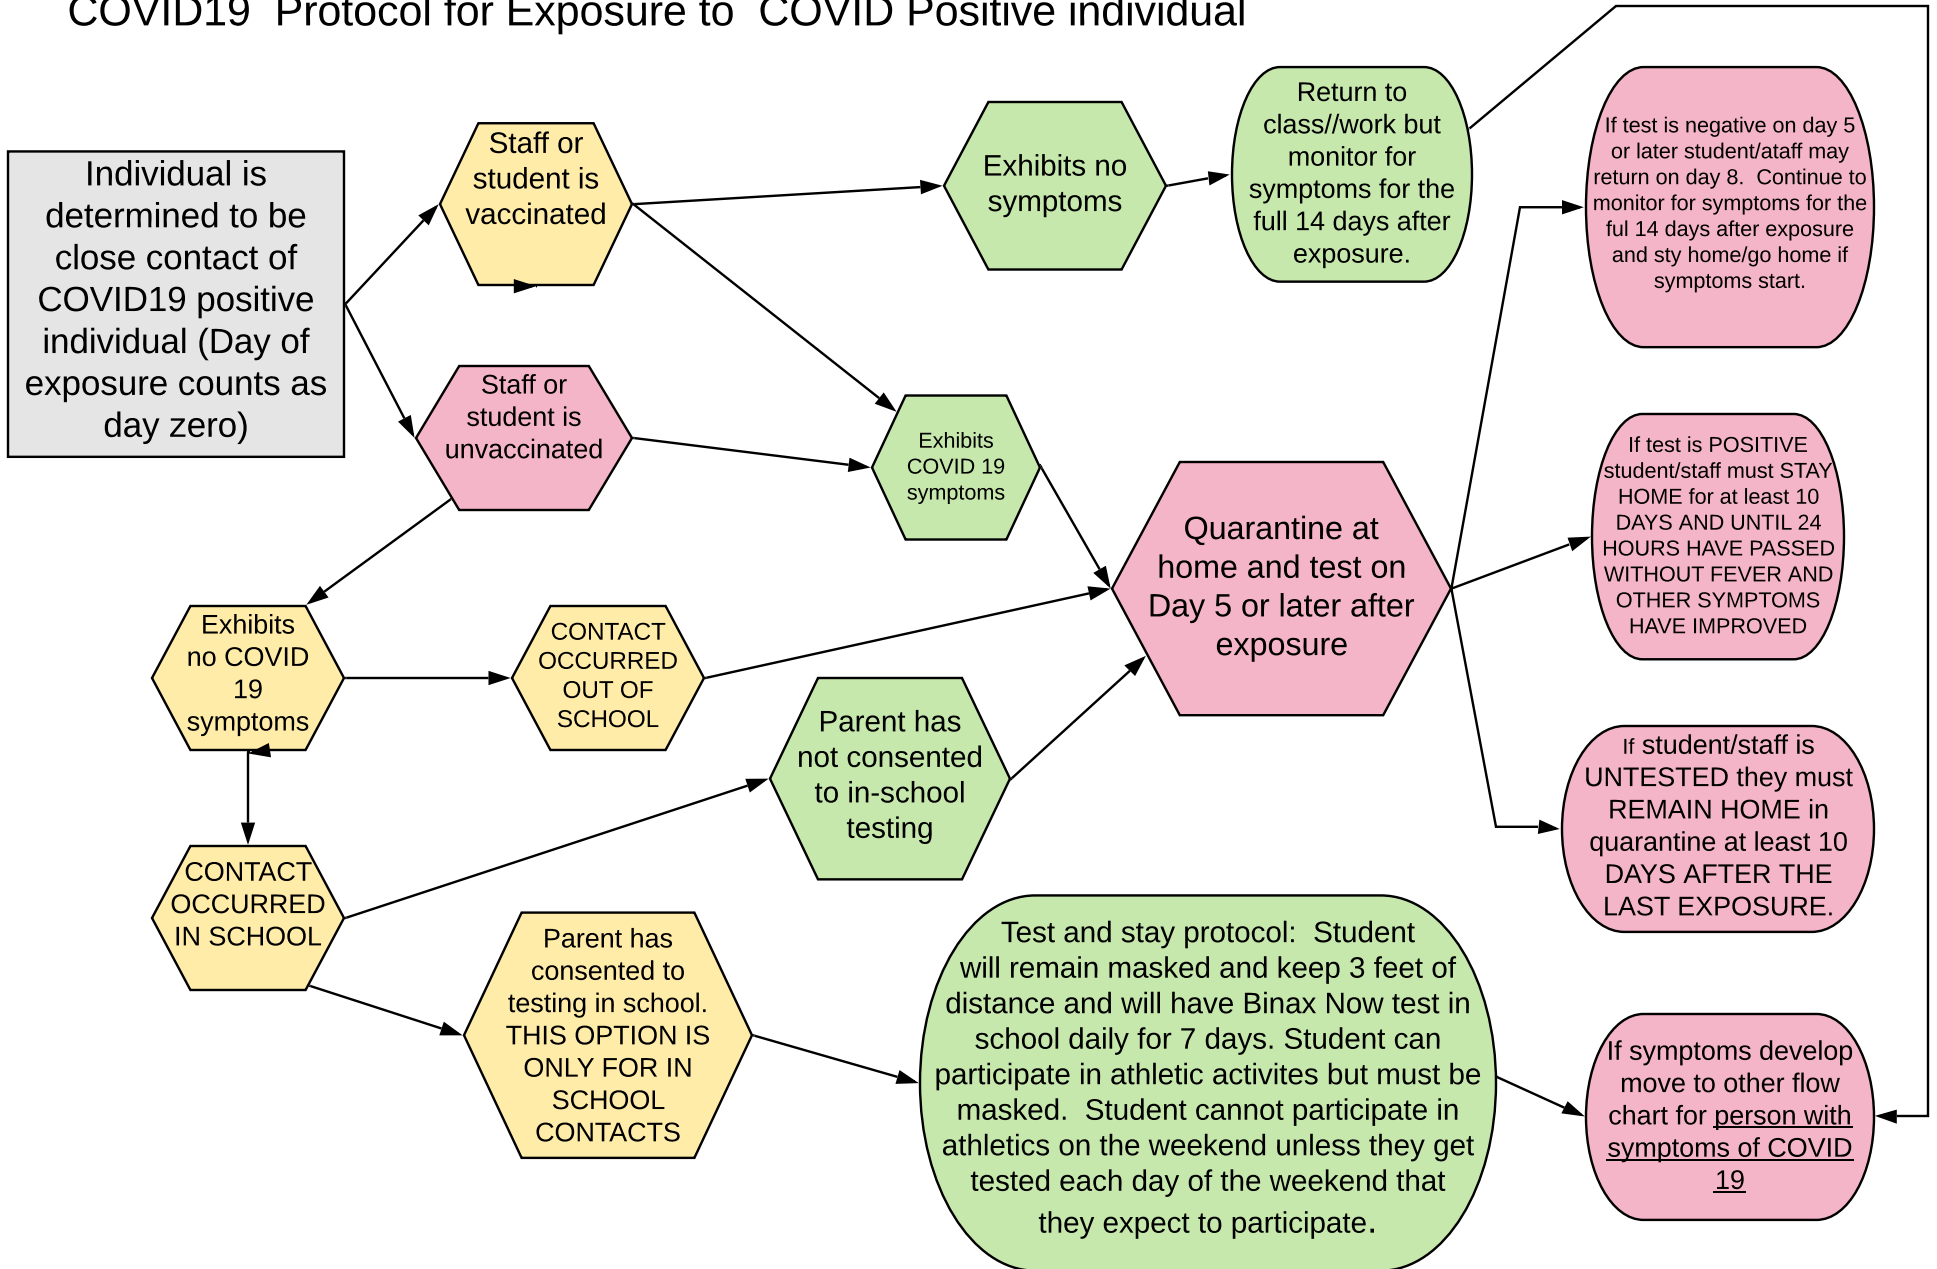 COVID19  Protocol for Exposure to  COVID Positive individual
Individual is
determined to be
close contact of
COVID19 positive
individual (Day of
exposure counts as
day zero)
Staff or
student is
vaccinated
Exhibits no
symptoms
Return to
class//work but
monitor for
symptoms for the
full 14 days after
exposure.
If test is negative on day 5
or later student/ataff may
return on day 8.  Continue to
monitor for symptoms for the
ful 14 days after exposure
and sty home/go home if
symptoms start.
Staff or
student is
unvaccinated
Exhibits
COVID 19
symptoms
Quarantine at
home and test on
Day 5 or later after
exposure
If test is POSITIVE
student/staff must STAY
HOME for at least 10
DAYS AND UNTIL 24
HOURS HAVE PASSED
WITHOUT FEVER AND
OTHER SYMPTOMS
HAVE IMPROVED
Exhibits
no COVID
19
symptoms
CONTACT
OCCURRED
OUT OF
SCHOOL
Parent has
not consented
to in-school
testing
If student/staff is
UNTESTED they must
REMAIN HOME in
quarantine at least 10
DAYS AFTER THE
LAST EXPOSURE.
CONTACT
OCCURRED
IN SCHOOL
Parent has
consented to
testing in school.
THIS OPTION IS
ONLY FOR IN
SCHOOL
CONTACTS
Test and stay protocol:  Student
will remain masked and keep 3 feet of
distance and will have Binax Now test in
school daily for 7 days. Student can
participate in athletic activites but must be
masked.  Student cannot participate in
athletics on the weekend unless they get
tested each day of the weekend that
they expect to participate.
If symptoms develop
move to other flow
chart for person with
symptoms of COVID
19